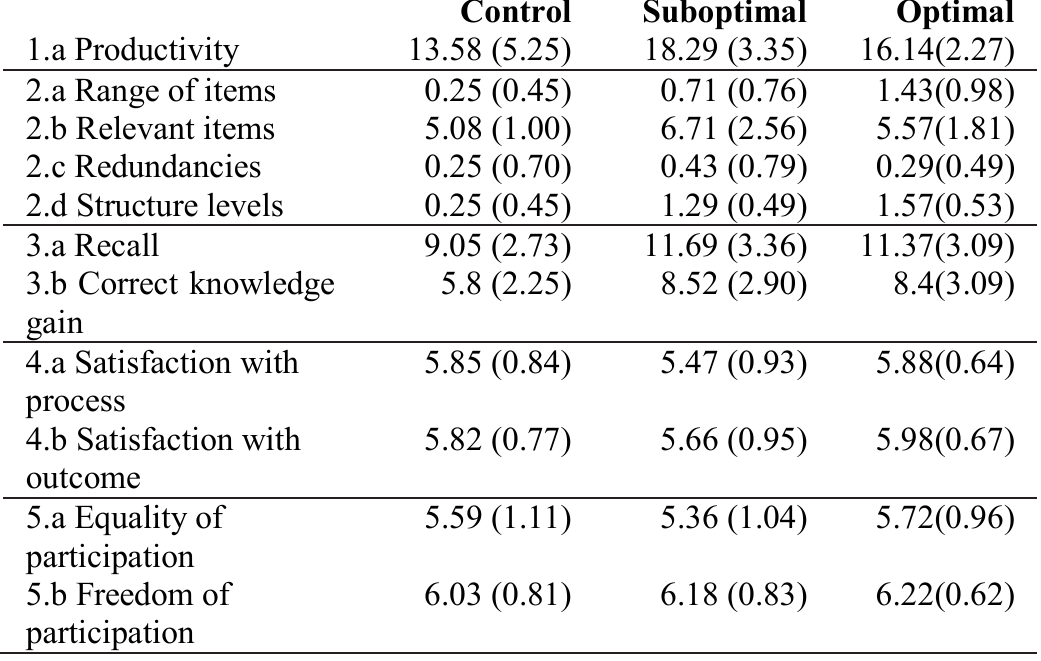 Control Suboptimal Optimal
1.a Productivity 13.58 (5.25) 18.29 (3.35) 16.14(2.27)
2.a Range of items 0.25 (0.45) 0.71 (0.76) 1.43(0.98)
2.b Relevant items 5.08 (1.00) 6.71 (2.56) 5.57(1.81)
2.c Redundancies 0.25 (0.70) 0.43 (0.79) 0.29(0.49)
2.d Structure levels 0.25 (0.45) 1.29 (0.49) 1.57(0.53)
3.a Recall 9.05 (2.73) 11.69 (3.36) 11.37(3.09)
3.b Correct knowledge 5.8 (2.25) 8.52 (2.90) 8.4(3.09)
gain
4.a Satisfaction with 5.85 (0.84) 5.47 (0.93) 5.88(0.64)
process
4.b Satisfaction with 5.82 (0.77) 5.66 (0.95) 5.98(0.67)
outcome
5.a Equality of 5.59 (1.11) 5.36 (1.04) 5.72(0.96)
participation
5.b Freedom of 6.03 (0.81) 6.18 (0.83) 6.22(0.62)
participation